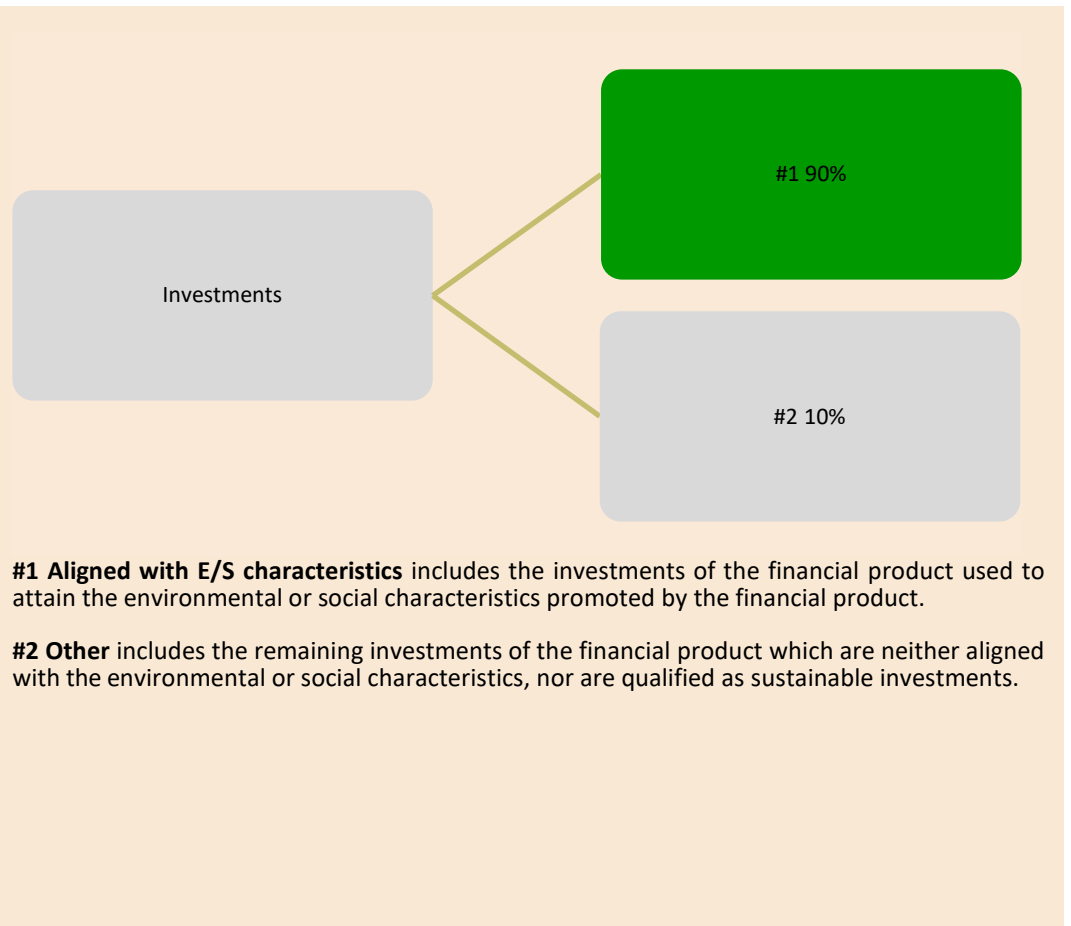 #1 90%
Investments
#2 10%
#1 Aligned with E/S characteristics includes the investments of the financial product used to
attain the environmental or social characteristics promoted by the financial product.
#2 Other includes the remaining investments of the financial product which are neither aligned
with the environmental or social characteristics, nor are qualified as sustainable investments.